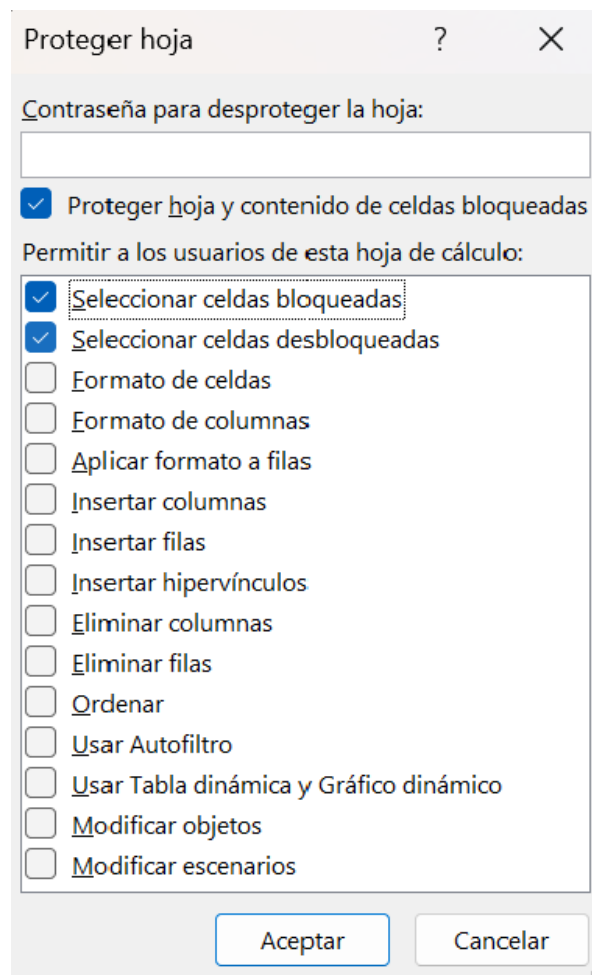 Proteger hoja ?
Contraseña para desproteger la hoja:
Proteger hoja y contenido de celdas bloqueadas
Permitir a los usuarios de esta hoja de cálculo:
Seleccionar celdas bloqueadas
Seleccionar celdas desbloqueadas
Formato de celdas
Formato de columnas
Aplicar formato a filas
Insertar columnas
Insertar filas
Insertar hipervínculos
Eliminar columnas
Eliminar filas
Ordenar
Usar Autofiltro
Usar Tabla dinámica y Gráfico dinámico
Modificar objetos
Modificar escenarios
Aceptar Cancelar